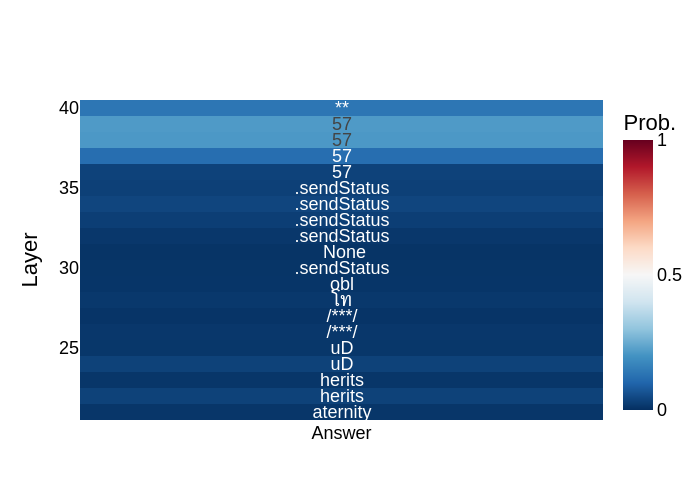 Prob.
40
**
1
57
57
57
57
35
.sendStatus
.sendStatus
.sendStatus
.sendStatus
None
Layer
30
.sendStatus
0.5
obl
โท
/***/
/***/
25
uD
uD
herits
herits
aternity
0
Answer